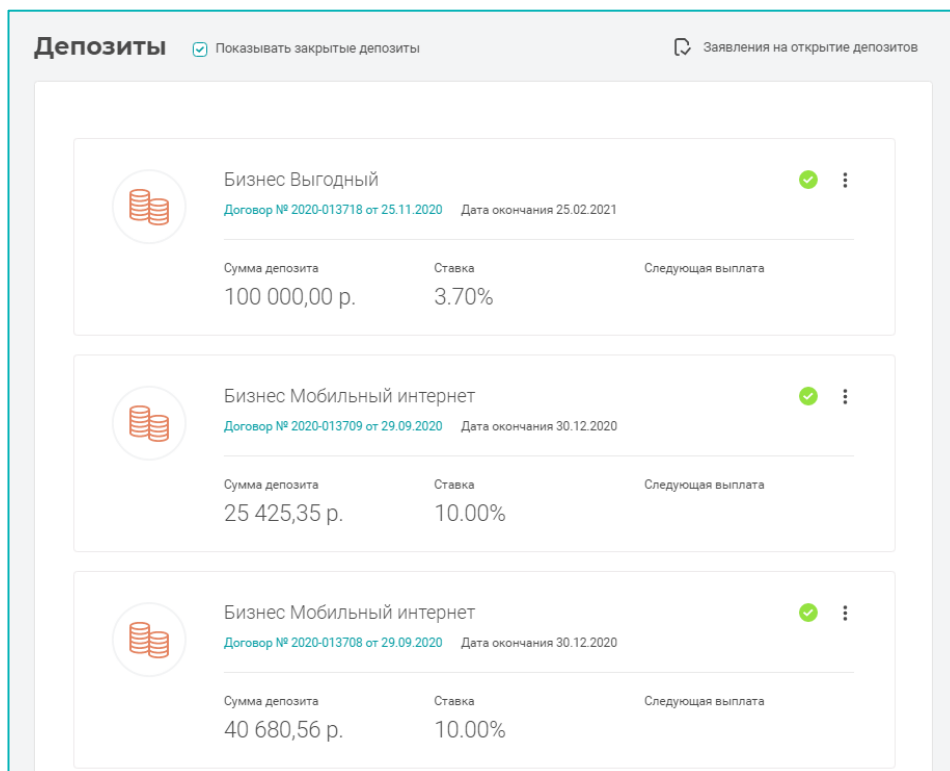 Депозиты Показывать закрытые депозиты Заявления на открытие депозитов
Бизнес Выгодный
Договор № 2020-013718 от 25.11.2020 Дата окончания 25.02.2021
Сумма депозита Ставка Следующая выплата
100 000,00 р. 3.70%
Бизнес Мобильный интернет
Договор № 2020-013709 от 29.09.2020 Дата окончания 30.12.2020
Сумма депозита Ставка Следующая выплата
25 425,35 р. 10.00%
Бизнес Мобильный интернет
Договор № 2020-013708 от 29.09.2020 Дата окончания 30.12.2020
Сумма депозита Ставка Следующая выплата
40 680,56 р. 10.00%